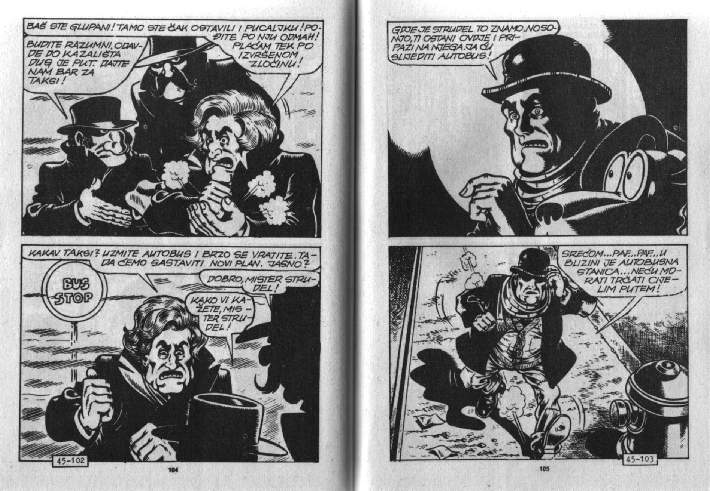 BAŠ STE GLUPANI! TAMO STE ČAK OSTAVILI I PUCALJKU! PO-
ĐITE PO NJU ODMAH!
PLAĆAM TEK PO
IZVRŠENOM
ZLOČINU!
BUDITE RAZUMNI, ODAV-
DE DO KAZALIŠTA
DUG JE PUT. DAJTE
NAM BAR ZA
TAKSI!
KAKAV TAKSI? UZMITE AUTOBUS I BRZO SE VRATITE. TA-
DA ĆEMO SASTAVITI NOVI PLAN. JASNO?
DOBRO, MISTER ŠTRU-
DEL!
KAKO VI KA-
ŽETE, MIS-
TER ŠTRU-
DEL!
BUS
STOP
45-102
104
GDJE JE ŠTRUDEL TO ZNAMO. NOSO-
NJO, TI OSTANI OVDJE I PRI-
PAZI NA NJEGA. JA ĆU
SLIJEDITI AUTOBUS!
SREĆOM...PAF...PAF...U
BLIZINI JE AUTOBUSNA
STANICA...NEĆU MO-
RATI TRČATI CIJE-
LIM PUTEM!
45-103
105